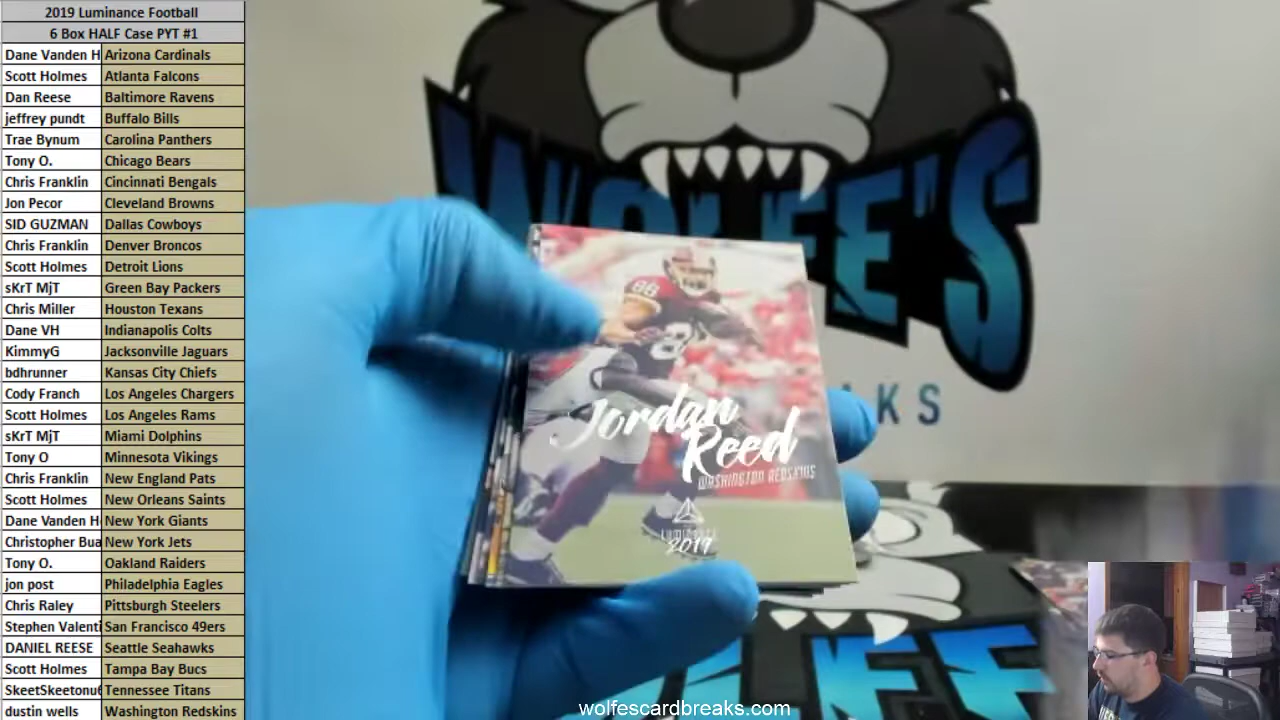 2019 Luminance Football
6 Box HALF Case PYT #1
Dane Vanden H Arizona Cardinals
Scott Holmes Atlanta Falcons
Dan Reese Baltimore Ravens
jeffrey pundt Buffalo Bills
Trae Bynum Carolina Panthers
Tony O. Chicago Bears
Chris Franklin Cincinnati Bengals
Jon Pecor Cleveland Browns
SID GUZMAN Dallas Cowboys
Chris Franklin Denver Broncos
Scott Holmes Detroit Lions
sKrT MjT Green Bay Packers
Chris Miller Houston Texans
Dane VH Indianapolis Colts
KimmyG Jacksonville Jaguars
bdhrunner Kansas City Chiefs
Cody Franch Los Angeles Chargers
Scott Holmes Los Angeles Rams
sKrT MjT Miami Dolphins
Tony O Minnesota Vikings
Chris Franklin New England Pats
Scott Holmes New Orleans Saints
Dane Vanden H New York Giants
Christopher Bua New York Jets
Tony O. Oakland Raiders
jon post Philadelphia Eagles
Chris Raley Pittsburgh Steelers
Stephen Valenti San Francisco 49ers
DANIEL REESE Seattle Seahawks
Scott Holmes Tampa Bay Bucs
SkeetSkeetonu Tennessee Titans
dustin wells Washington Redskins
WOLFE'S
KS
88
Jordan
Reed
WASHINGTON REDSKINS
LUMINANCE
2019
WOLFE
wolfescardbreaks.com